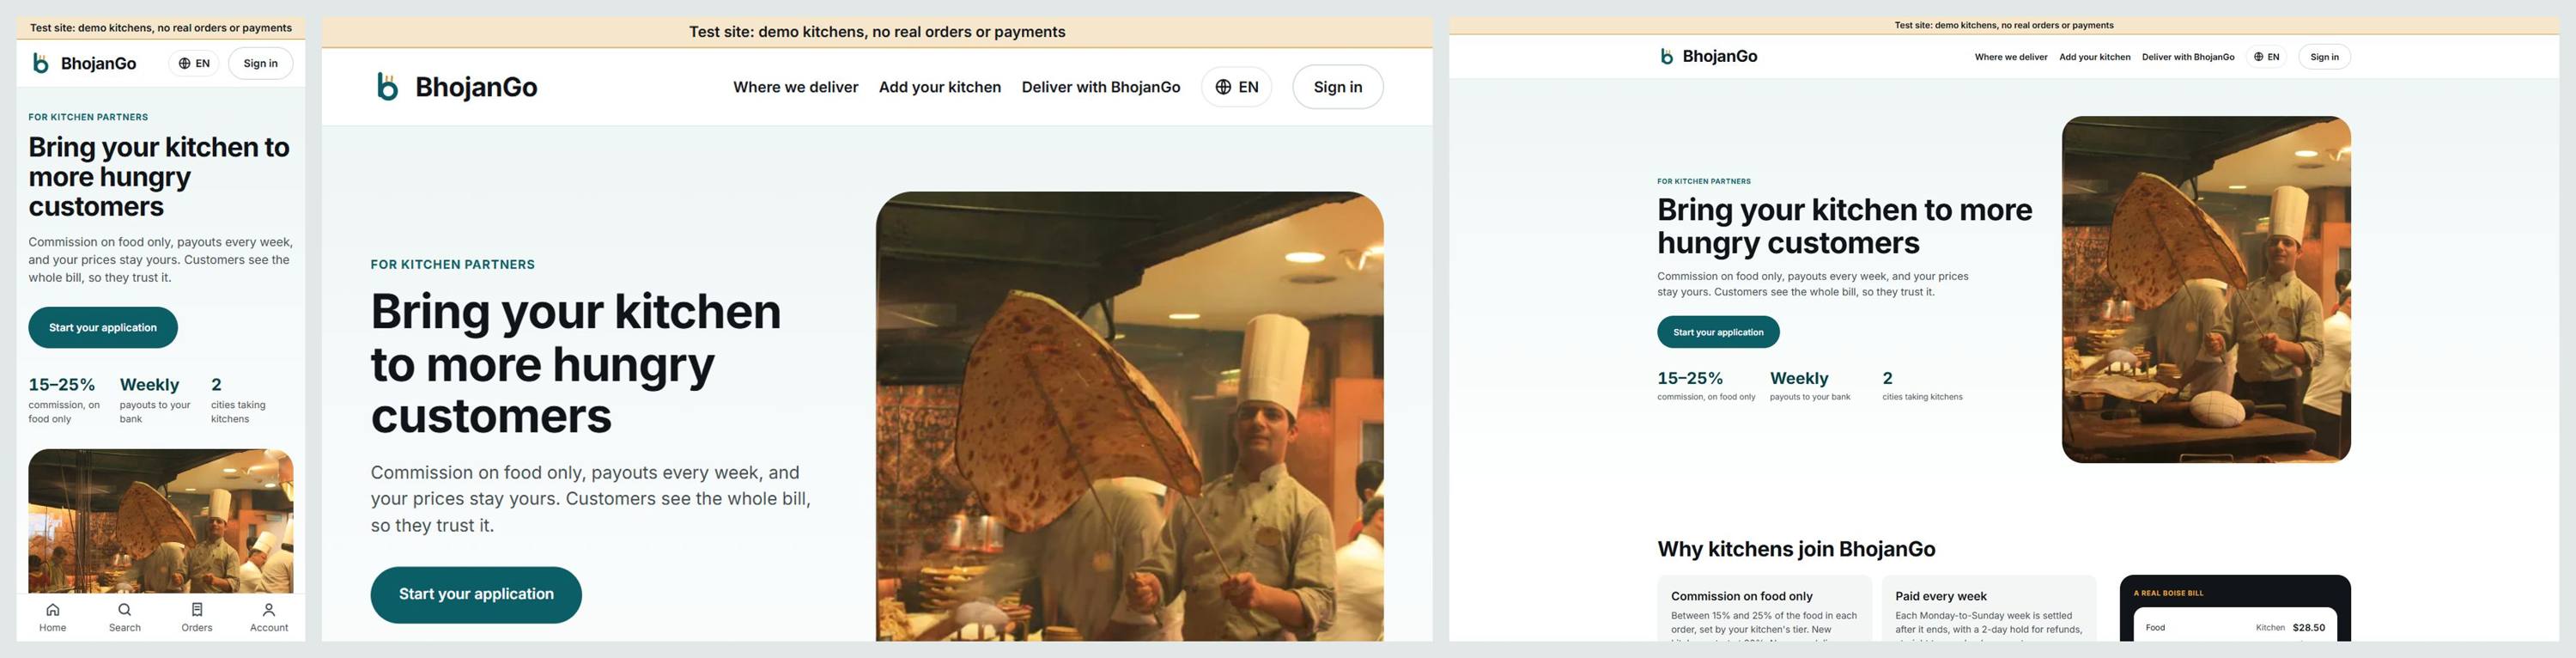 Test site: demo kitchens, no real orders or payments
BhojanGo
EN
Sign in
FOR KITCHEN PARTNERS
Bring your kitchen to
more hungry
customers
Commission on food only, payouts every week,
and your prices stay yours. Customers see the
whole bill, so they trust it.
Start your application
15–25%
commission, on
food only
Weekly
payouts to your
bank
2
cities taking
kitchens
Home
Search
Orders
Account
Test site: demo kitchens, no real orders or payments
BhojanGo
Where we deliver
Add your kitchen
Deliver with BhojanGo
EN
Sign in
FOR KITCHEN PARTNERS
Bring your kitchen
to more hungry
customers
Commission on food only, payouts every week, and
your prices stay yours. Customers see the whole bill,
so they trust it.
Start your application
Test site: demo kitchens, no real orders or payments
BhojanGo
Where we deliver
Add your kitchen
Deliver with BhojanGo
EN
Sign in
FOR KITCHEN PARTNERS
Bring your kitchen to more
hungry customers
Commission on food only, payouts every week, and your prices
stay yours. Customers see the whole bill, so they trust it.
Start your application
15–25%
commission, on food only
Weekly
payouts to your bank
2
cities taking kitchens
Why kitchens join BhojanGo
Commission on food only
Between 15% and 25% of the food in each
order, set by your kitchen's tier. New
Paid every week
Each Monday-to-Sunday week is settled
after it ends, with a 2-day hold for refunds,
A REAL BOISE BILL
Food
Kitchen
$28.50